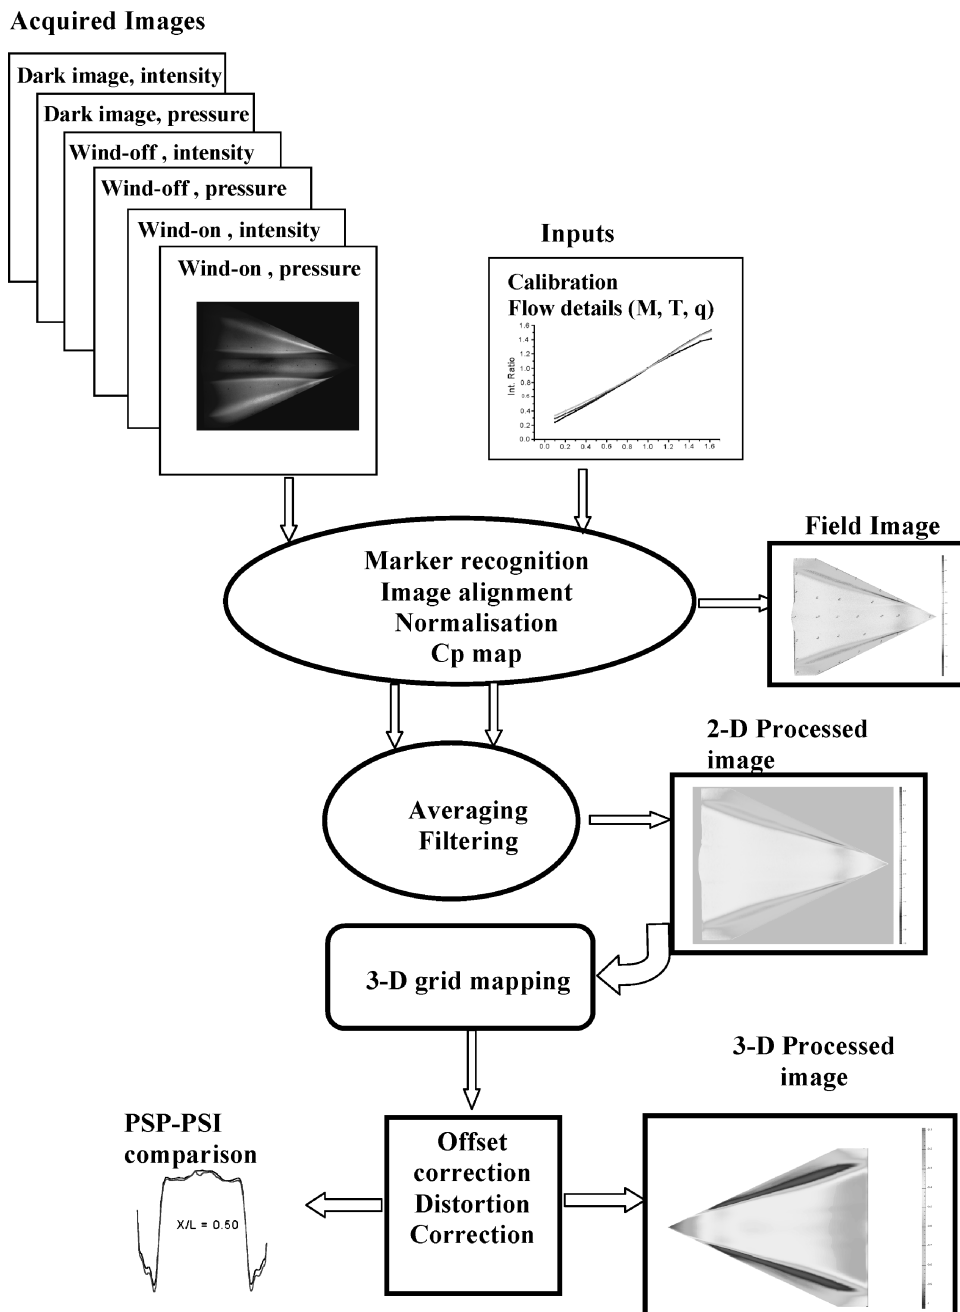 Acquired Images
Dark image, intensity
Dark image, pressure
Wind-off , intensity
Wind-off , pressure
Wind-on , intensity
Wind-on , pressure
Inputs
Calibration
Flow details (M, T, q)
1.6
1.4
1.2
1.0
0.8
0.6
0.4
0.2
0.0
Int. Ratio
0.0 0.2 0.4 0.6 0.8 1.0 1.2 1.4 1.6
Marker recognition
Image alignment
Normalisation
Cp map
Field Image
Averaging
Filtering
2-D Processed
image
3-D grid mapping
3-D Processed
image
Offset
correction
Distortion
Correction
PSP-PSI
comparison
X/L = 0.50